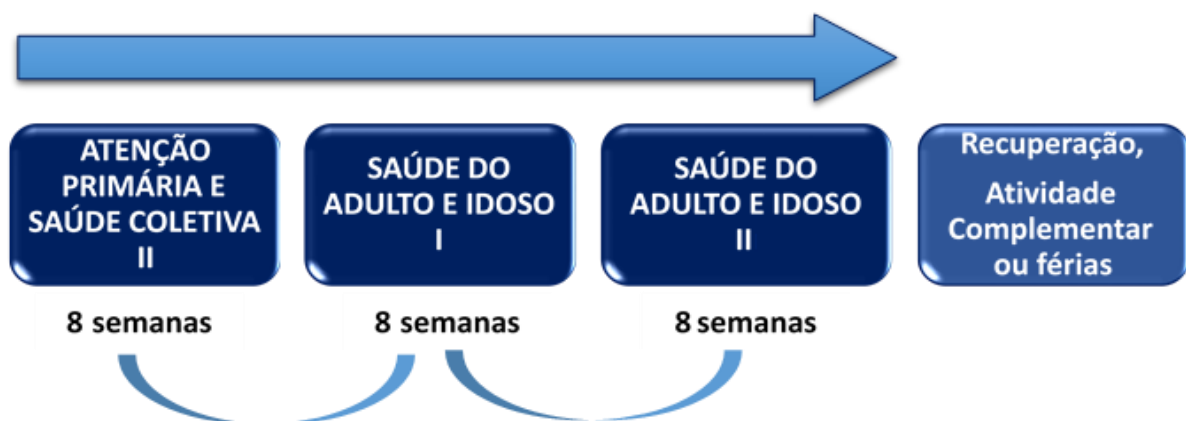 ATENÇÃO
PRIMÁRIA E
SAÚDE COLETIVA
II
8 semanas
SAÚDE DO
ADULTO E IDOSO
I
8 semanas
SAÚDE DO
ADULTO E IDOSO
II
8 semanas
Recuperação,
Atividade
Complementar
ou férias